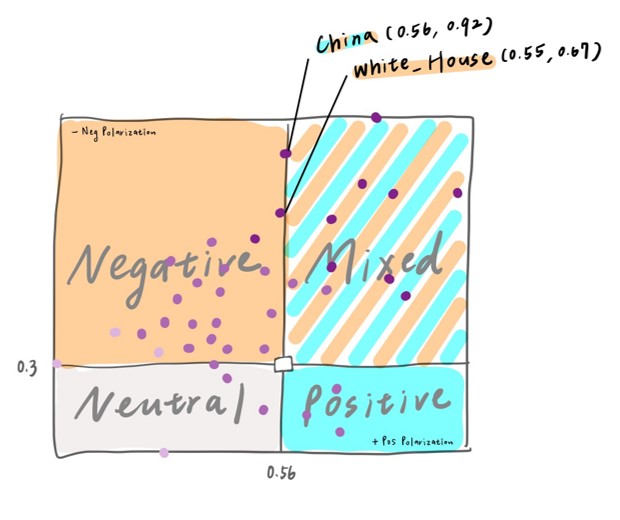 China (0.56, 0.92)
white_House (0.55, 0.67)
- Neg Polarization
Negative
Mixed
0.3
Neutral
Positive
+ Pos Polarization
0.56